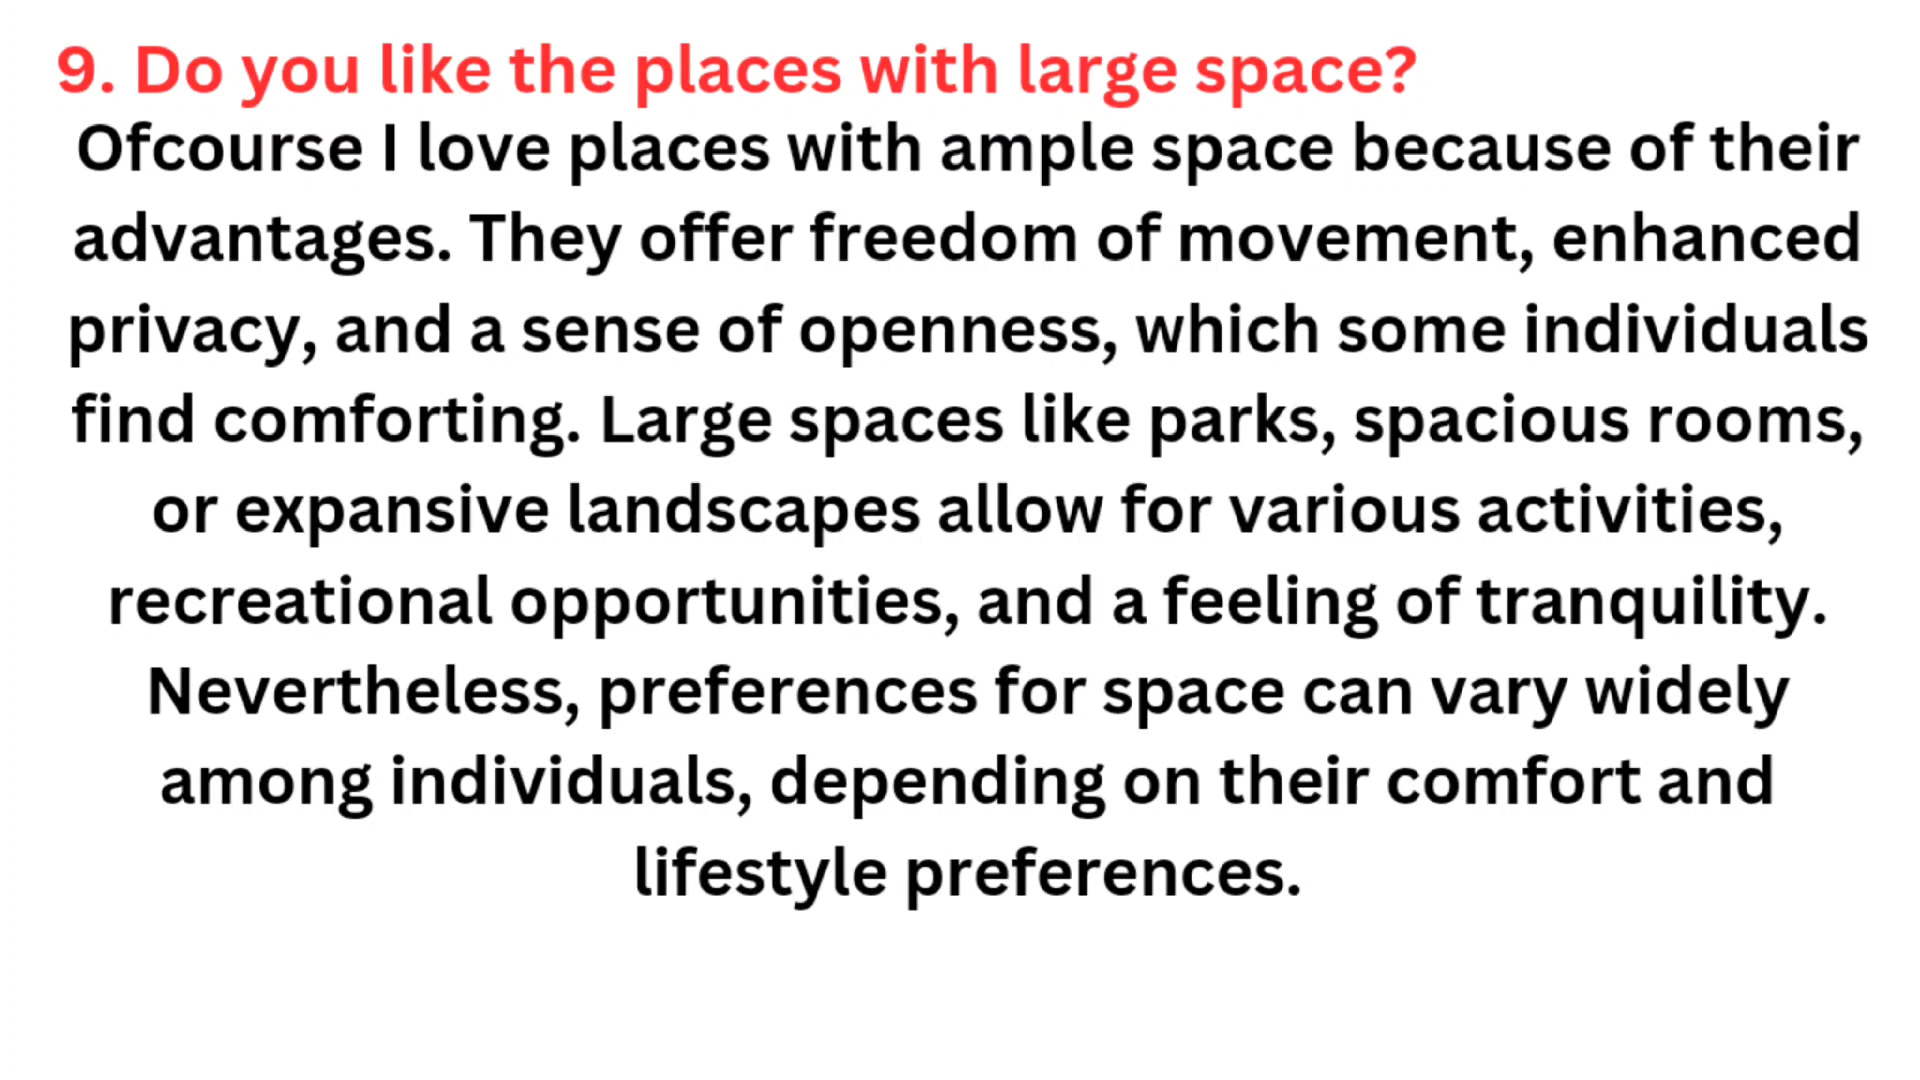 9. Do you like the places with large space?
Ofcourse I love places with ample space because of their
advantages. They offer freedom of movement, enhanced
privacy, and a sense of openness, which some individuals
find comforting. Large spaces like parks, spacious rooms,
or expansive landscapes allow for various activities,
recreational opportunities, and a feeling of tranquility.
Nevertheless, preferences for space can vary widely
among individuals, depending on their comfort and
lifestyle preferences.